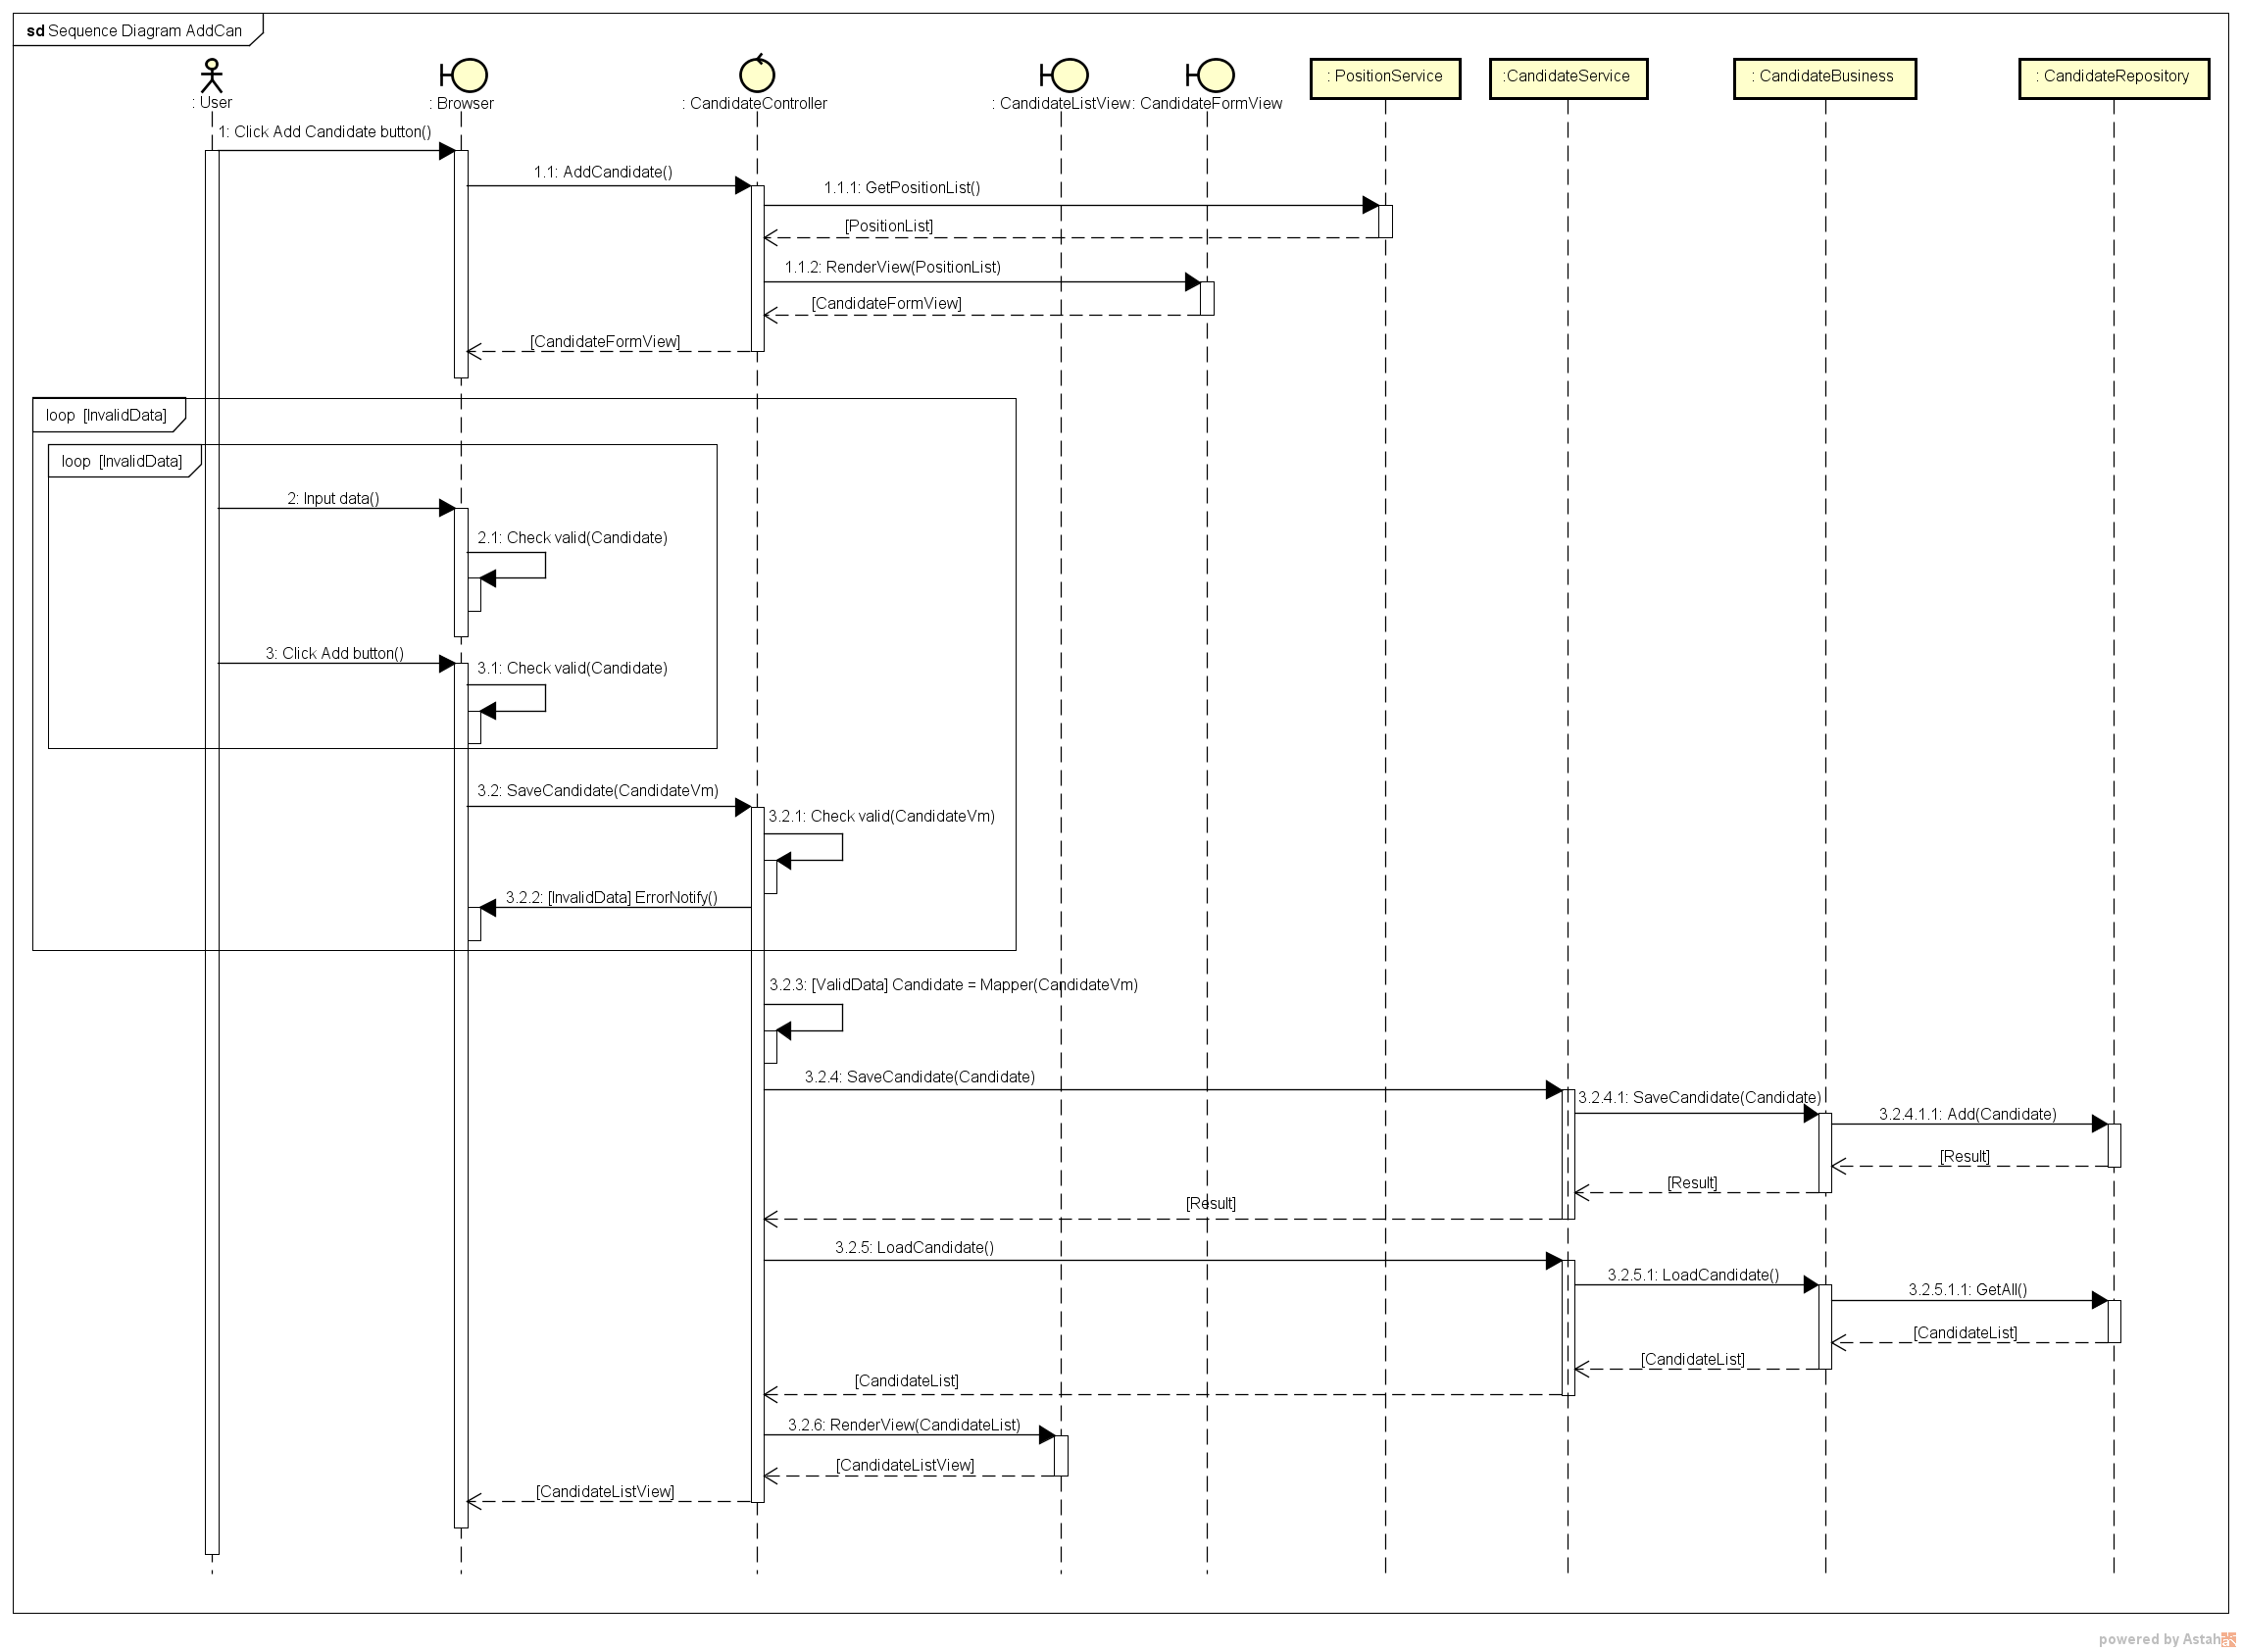 sd Sequence Diagram AddCan
: User
: Browser
: CandidateController
: CandidateListView
: CandidateFormView
: PositionService
:CandidateService
: CandidateBusiness
: CandidateRepository
1: Click Add Candidate button()
1.1: AddCandidate()
1.1.1: GetPositionList()
[PositionList]
1.1.2: RenderView(PositionList)
[CandidateFormView]
[CandidateFormView]
loop [InvalidData]
loop [InvalidData]
2: Input data()
2.1: Check valid(Candidate)
3: Click Add button()
3.1: Check valid(Candidate)
3.2: SaveCandidate(CandidateVm)
3.2.1: Check valid(CandidateVm)
3.2.2: [InvalidData] ErrorNotify()
3.2.3: [ValidData] Candidate = Mapper(CandidateVm)
3.2.4: SaveCandidate(Candidate)
3.2.4.1: SaveCandidate(Candidate)
3.2.4.1.1: Add(Candidate)
[Result]
[Result]
[Result]
3.2.5: LoadCandidate()
3.2.5.1: LoadCandidate()
3.2.5.1.1: GetAll()
[CandidateList]
[CandidateList]
[CandidateList]
3.2.6: RenderView(CandidateList)
[CandidateListView]
[CandidateListView]
powered by Astah